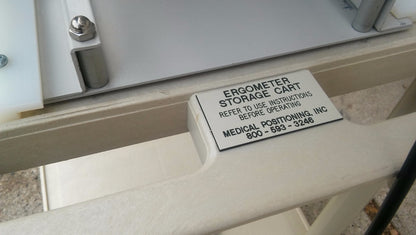 ERGOMETER
STORAGE CART
REFER TO USE INSTRUCTIONS
BEFORE OPERATING
MEDICAL POSITIONING, INC
800 - 593 - 3246